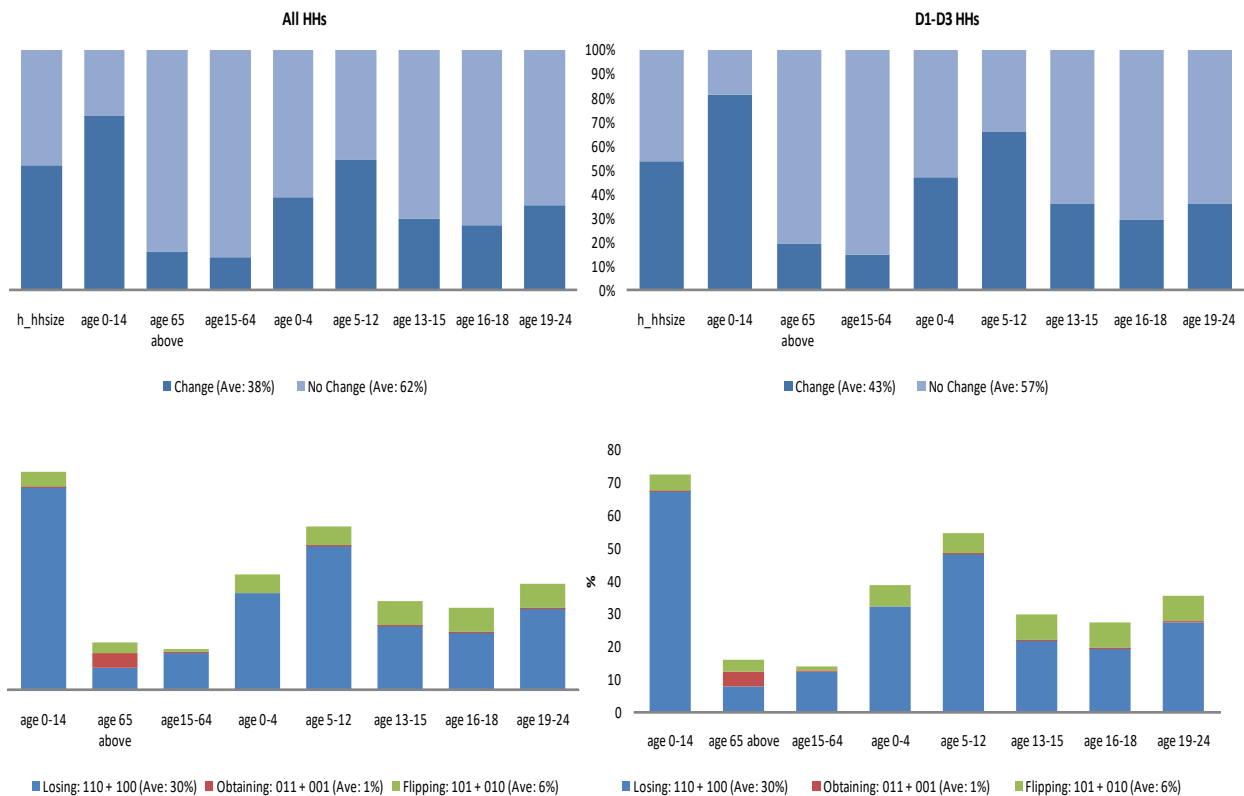 All HHs
h_hhsize age 0-14 age 65 age15-64 age 0-4 age 5-12 age 13-15 age 16-18 age 19-24
above
Change (Ave: 38%) No Change (Ave: 62%)
D1-D3 HHs
100%
90%
80%
70%
60%
50%
40%
30%
20%
10%
0%
h_hhsize age 0-14 age 65 age15-64 age 0-4 age 5-12 age 13-15 age 16-18 age 19-24
above
Change (Ave: 43%) No Change (Ave: 57%)
age 0-14 age 65 age15-64 age 0-4 age 5-12 age 13-15 age 16-18 age 19-24
above
Losing: 110 + 100 (Ave: 30%) Obtaining: 011 + 001 (Ave: 1%) Flipping: 101 + 010 (Ave: 6%)
80
70
60
50
%
40
30
20
10
0
age 0-14 age 65 above age15-64 age 0-4 age 5-12 age 13-15 age 16-18 age 19-24
Losing: 110 + 100 (Ave: 30%) Obtaining: 011 + 001 (Ave: 1%) Flipping: 101 + 010 (Ave: 6%)